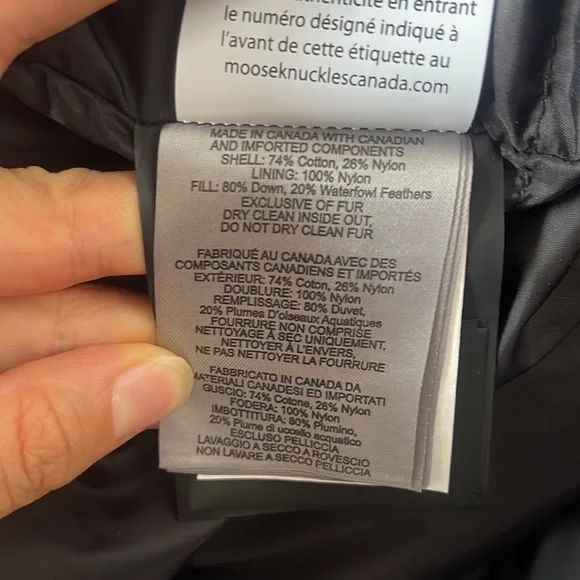 authenticité en entrant
le numéro désigné indiqué à
l'avant de cette étiquette au
mooseknucklescanada.com
MADE IN CANADA WITH CANADIAN
AND IMPORTED COMPONENTS
SHELL: 74% Cotton, 26% Nylon
LINING: 100% Nylon
FILL: 80% Down, 20% Waterfowl Feathers
EXCLUSIVE OF FUR
DRY CLEAN INSIDE OUT,
DO NOT DRY CLEAN FUR
FABRIQUÉ AU CANADA AVEC DES
COMPOSANTS CANADIENS ET IMPORTÉS
EXTÉRIEUR: 74% Coton, 26% Nylon
DOUBLURE: 100% Nylon
REMPLISSAGE: 80% Duvet,
20% Plumes D'oiseaux Aquatiques
FOURRURE NON COMPRISE
NETTOYAGE À SEC UNIQUEMENT,
NETTOYER À L'ENVERS,
NE PAS NETTOYER LA FOURRURE
FABBRICATO IN CANADA DA
MATERIALI CANADESI ED IMPORTATI
GUSCIO: 74% Cotone, 26% Nylon
FODERA: 100% Nylon
IMBOTTITURA: 80% Piumino,
20% Piume di uccello acquatico
ESCLUSO PELLICCIA
LAVAGGIO A SECCO A ROVESCIO
NON LAVARE A SECCO PELLICCIA